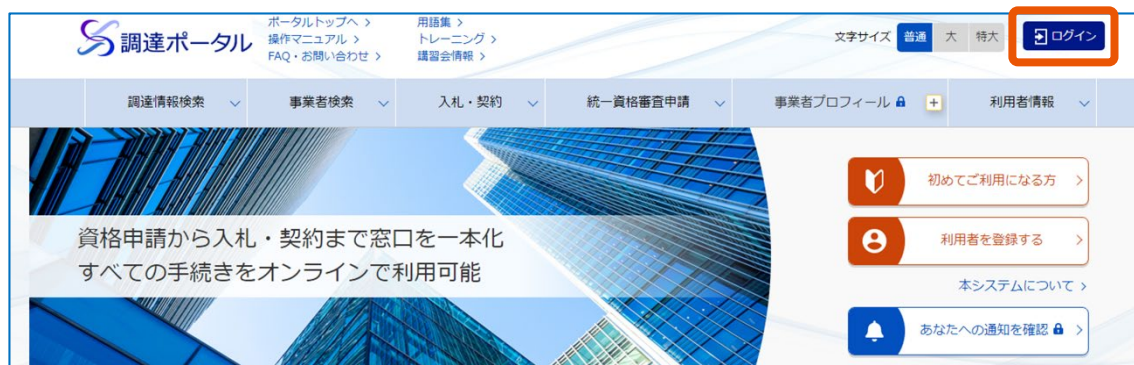 調達ポータル
ポータルトップへ >
操作マニュアル >
FAQ・お問い合わせ >
用語集 >
トレーニング >
講習会情報 >
文字サイズ 普通 大 特大
ログイン
調達情報検索
事業者検索
入札・契約
統一資格審査申請
事業者プロフィール
利用者情報
初めてご利用になる方 >
資格申請から入札・契約まで窓口を一本化
すべての手続きをオンラインで利用可能
利用者を登録する >
本システムについて >
あなたへの通知を確認 >